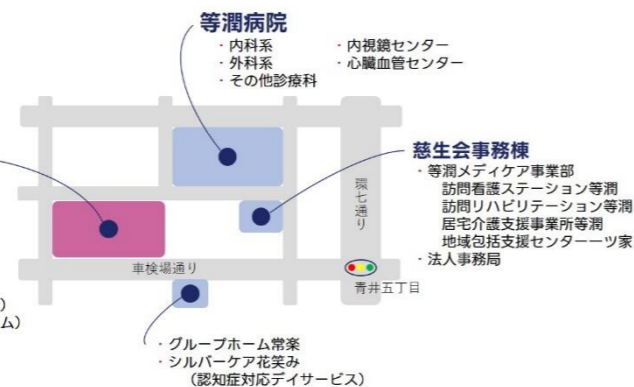 等潤病院
・内科系
・外科系
・その他診療科
・内視鏡センター
・心臓血管センター
慈生会事務棟
・等潤メディケア事業部
訪問看護ステーション等潤
訪問リハビリテーション等潤
居宅介護支援事業所等潤
地域包括支援センター一ツ家
・法人事務局
環七通り
車検場通り
青井五丁目
）
ム）
・グループホーム常楽
・シルバーケア花笑み
（認知症対応デイサービス）